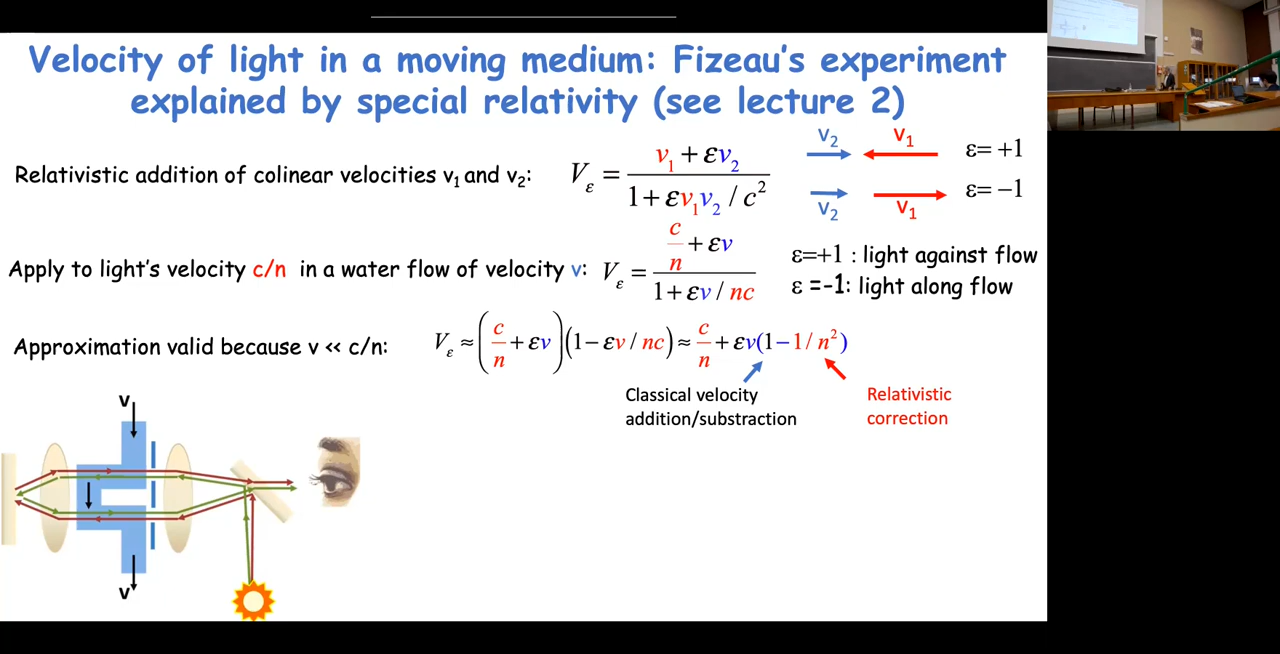 Velocity of light in a moving medium: Fizeau's experiment
explained by special relativity (see lecture 2)
Relativistic addition of colinear velocities v₁ and v₂: V_ε = (v₁ + εv₂) / (1 + εv₁v₂ / c²)
v₂ v₁ ε= +1
v₂ v₁ ε= −1
Apply to light's velocity c/n in a water flow of velocity v: V_ε = (c/n + εv) / (1 + εv / nc)
ε=+1 : light against flow
ε =-1: light along flow
Approximation valid because v << c/n: V_ε ≈ (c/n + εv)(1 − εv / nc) ≈ c/n + εv(1 − 1 / n²)
Classical velocity
addition/substraction
Relativistic
correction
v
v